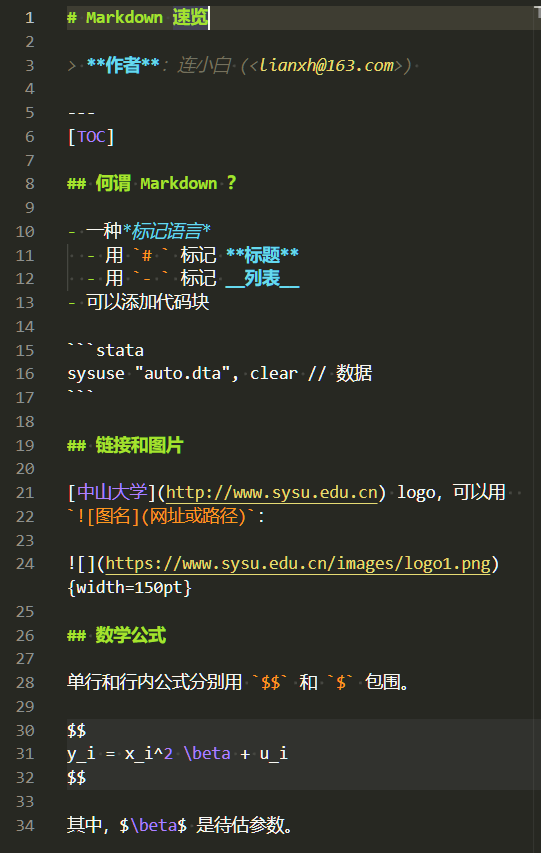 1 # Markdown 速览
2
3 > **作者**：连小白 (<lianxh@163.com>)
4
5 ---
6 [TOC]
7
8 ## 何谓 Markdown ？
9
10 - 一种*标记语言*
11   - 用 `# ` 标记 **标题**
12   - 用 `- ` 标记 __列表__
13 - 可以添加代码块
14
15 ```stata
16 sysuse "auto.dta", clear // 数据
17 ```
18
19 ## 链接和图片
20
21 [中山大学](http://www.sysu.edu.cn) logo，可以用
22 `![图名](网址或路径)`：
23
24 ![](https://www.sysu.edu.cn/images/logo1.png)
{width=150pt}
25
26 ## 数学公式
27
28 单行和行内公式分别用 `$$` 和 `$` 包围。
29
30 $$
31 y_i = x_i^2 \beta + u_i
32 $$
33
34 其中，$\beta$ 是待估参数。